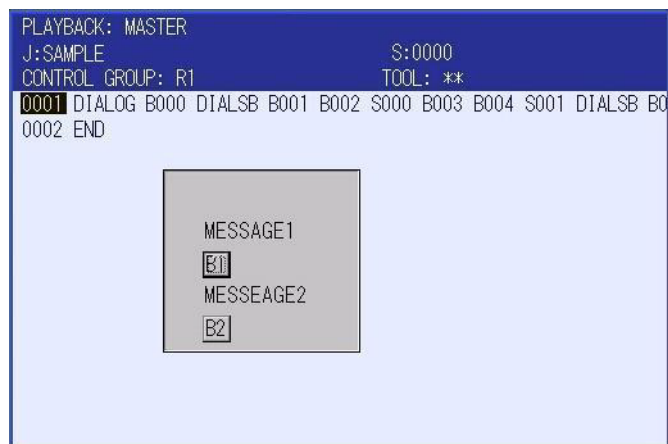 PLAYBACK: MASTER
J:SAMPLE S:0000
CONTROL GROUP: R1 TOOL: **
0001 DIALOG B000 DIALSB B001 B002 S000 B003 B004 S001 DIALSB B0
0002 END
MESSAGE1
B1
MESSEAGE2
B2